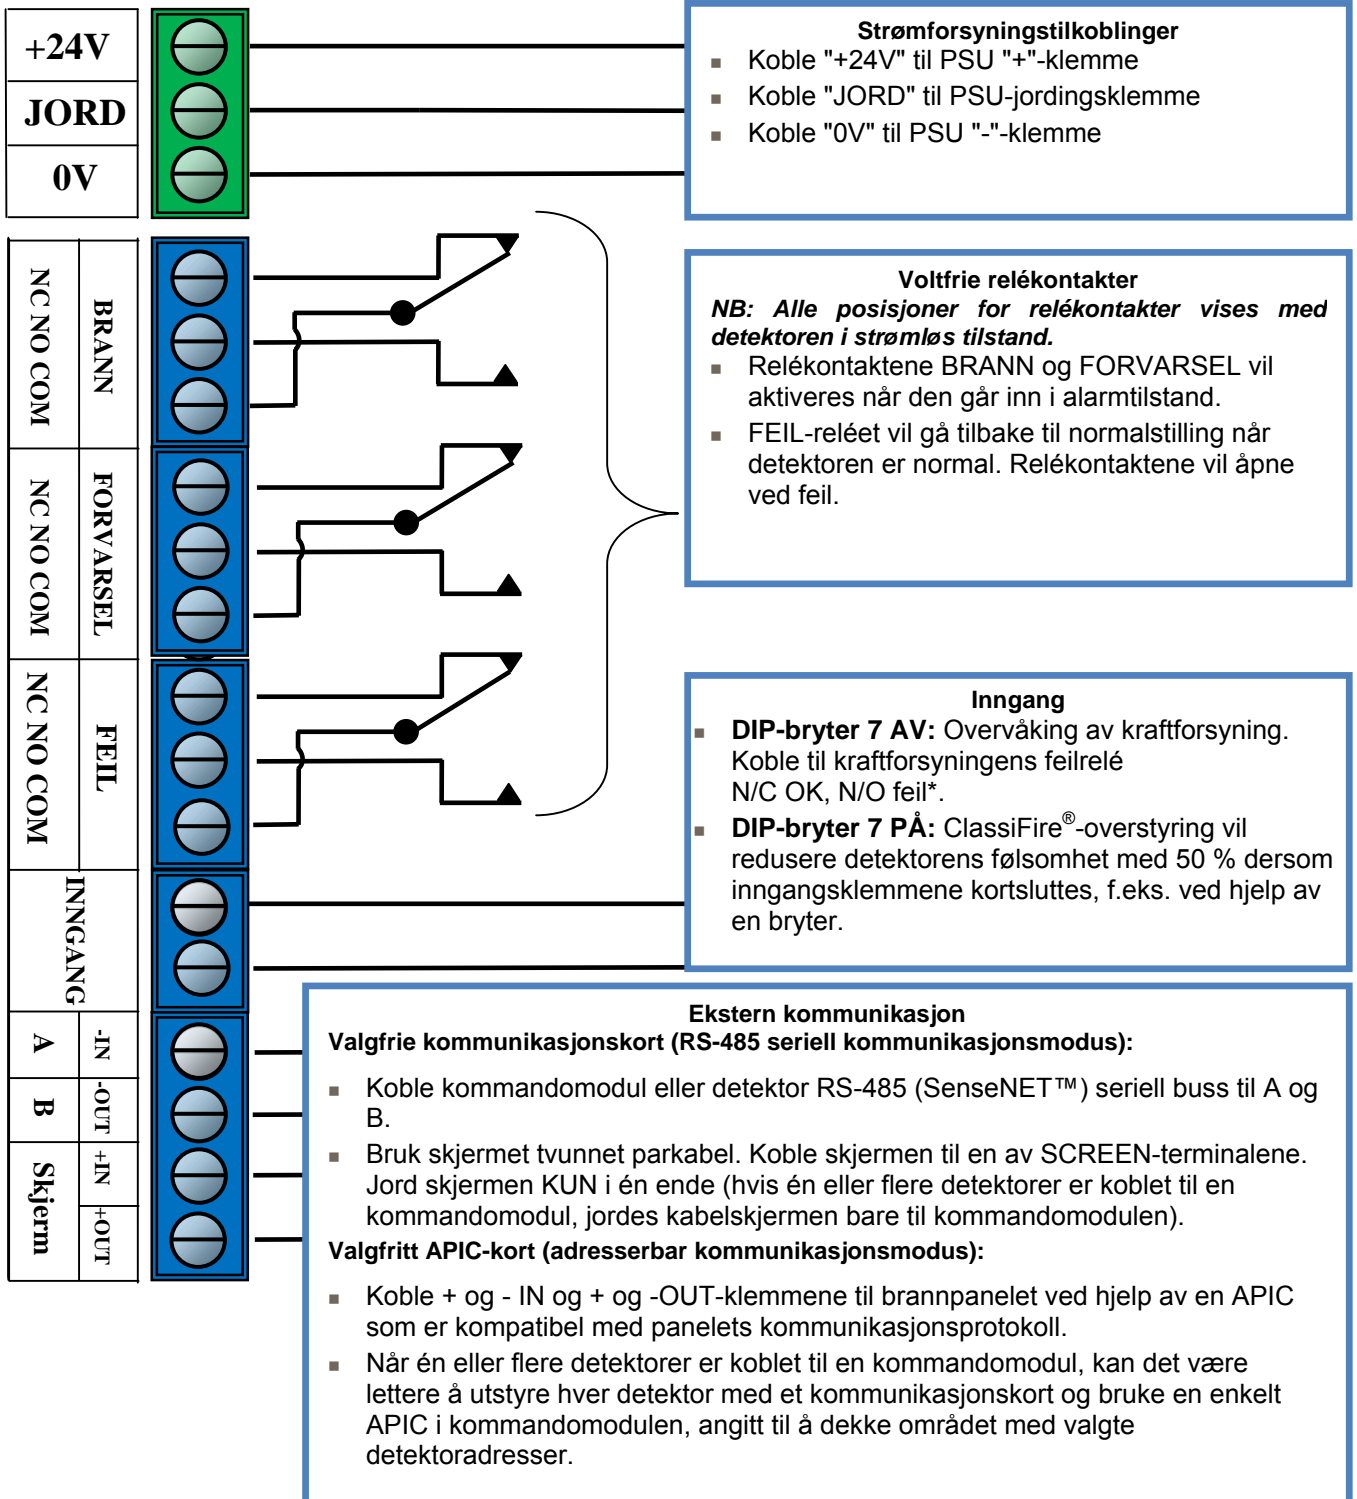 +24V
JORD
0V
Strømforsyningstilkoblinger
▪ Koble "+24V" til PSU "+"-klemme
▪ Koble "JORD" til PSU-jordingsklemme
▪ Koble "0V" til PSU "-"-klemme
NC NO COM
BRANN
NC NO COM
FORVARSEL
NC NO COM
FEIL
Voltfrie relékontakter
NB: Alle posisjoner for relékontakter vises med
detektoren i strømløs tilstand.
▪ Relékontaktene BRANN og FORVARSEL vil
aktiveres når den går inn i alarmtilstand.
▪ FEIL-reléet vil gå tilbake til normalstilling når
detektoren er normal. Relékontaktene vil åpne
ved feil.
INNGANG
Inngang
▪ DIP-bryter 7 AV: Overvåking av kraftforsyning.
Koble til kraftforsyningens feilrelé
N/C OK, N/O feil*.
▪ DIP-bryter 7 PÅ: ClassiFire®-overstyring vil
redusere detektorens følsomhet med 50 % dersom
inngangsklemmene kortsluttes, f.eks. ved hjelp av
en bryter.
A
-IN
B
-OUT
Skjerm
+IN
+OUT
Ekstern kommunikasjon
Valgfrie kommunikasjonskort (RS-485 seriell kommunikasjonsmodus):
▪ Koble kommandomodul eller detektor RS-485 (SenseNET™) seriell buss til A og
B.
▪ Bruk skjermet tvunnet parkabel. Koble skjermen til en av SCREEN-terminalene.
Jord skjermen KUN i én ende (hvis én eller flere detektorer er koblet til en
kommandomodul, jordes kabelskjermen bare til kommandomodulen).
Valgfritt APIC-kort (adresserbar kommunikasjonsmodus):
▪ Koble + og - IN og + og -OUT-klemmene til brannpanelet ved hjelp av en APIC
som er kompatibel med panelets kommunikasjonsprotokoll.
▪ Når én eller flere detektorer er koblet til en kommandomodul, kan det være
lettere å utstyre hver detektor med et kommunikasjonskort og bruke en enkelt
APIC i kommandomodulen, angitt til å dekke området med valgte
detektoradresser.